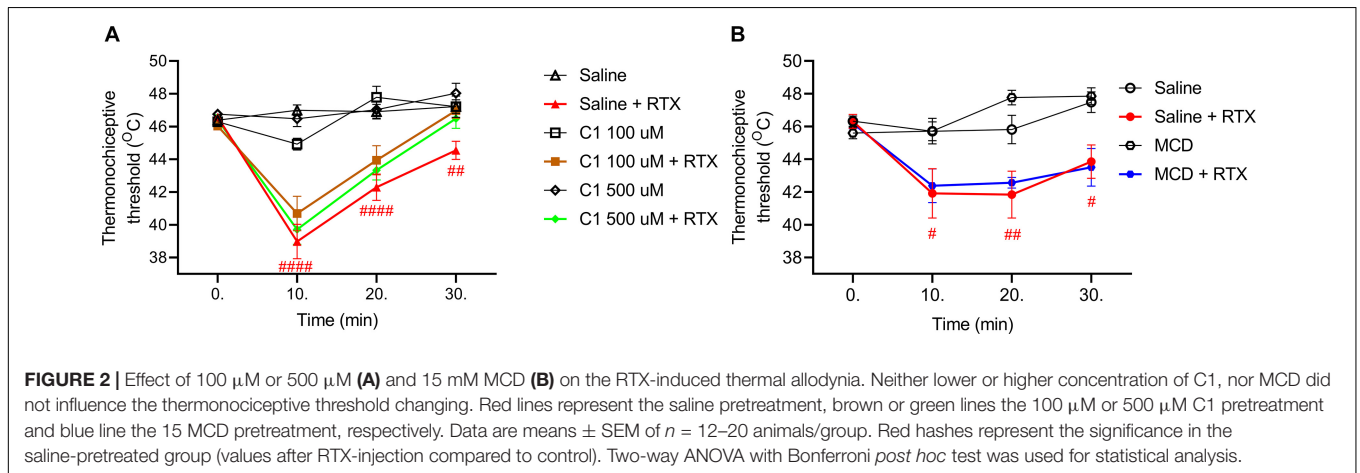 A
Thermonochiceptive
threshold (°C)
50
48
46
44
42
40
38
0.
10.
20.
30.
Time (min)
####
####
##
Saline
Saline + RTX
C1 100 uM
C1 100 uM + RTX
C1 500 uM
C1 500 uM + RTX
B
Thermonochiceptive
threshold (°C)
50
48
46
44
42
40
38
0.
10.
20.
30.
Time (min)
#
##
#
Saline
Saline + RTX
MCD
MCD + RTX
FIGURE 2 | Effect of 100 μM or 500 μM (A) and 15 mM MCD (B) on the RTX-induced thermal allodynia. Neither lower or higher concentration of C1, nor MCD did
not influence the thermonociceptive threshold changing. Red lines represent the saline pretreatment, brown or green lines the 100 μM or 500 μM C1 pretreatment
and blue line the 15 MCD pretreatment, respectively. Data are means ± SEM of n = 12–20 animals/group. Red hashes represent the significance in the
saline-pretreated group (values after RTX-injection compared to control). Two-way ANOVA with Bonferroni post hoc test was used for statistical analysis.